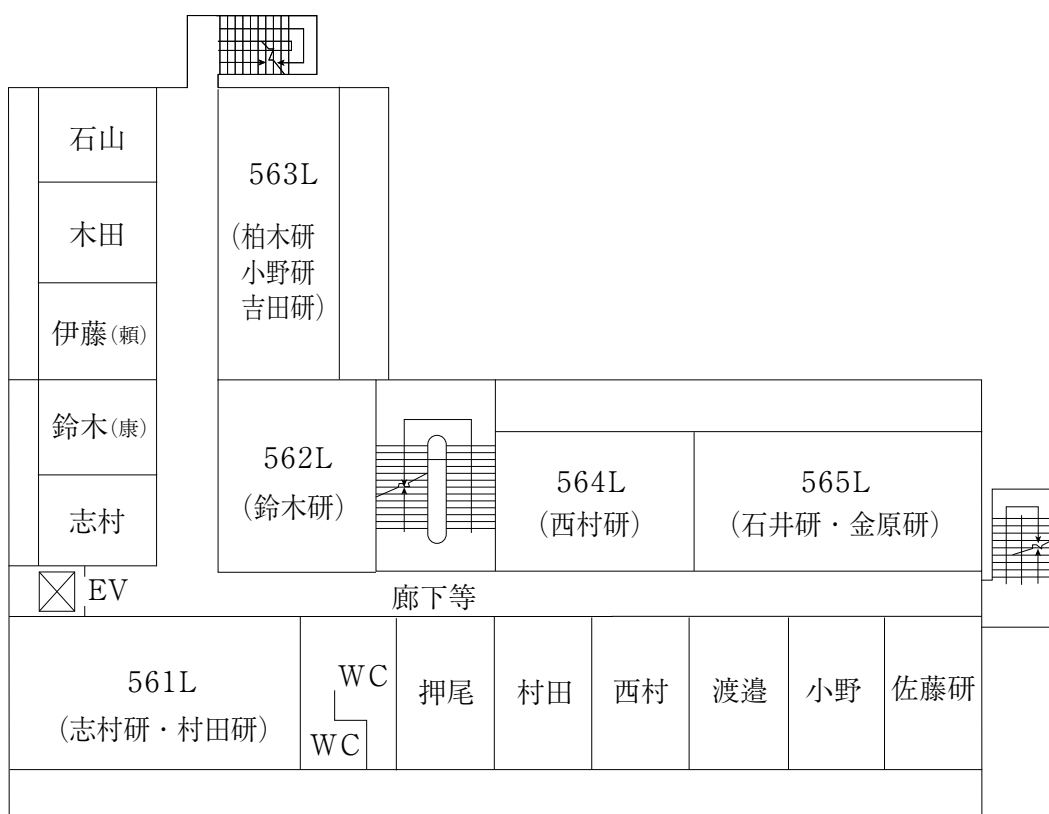 石山
木田
伊藤(頼)
鈴木(康)
志村
563L
(柏木研
小野研
吉田研)
562L
(鈴木研)
564L
(西村研)
565L
(石井研・金原研)
EV
廊下等
561L
(志村研・村田研)
WC
WC
押尾
村田
西村
渡邉
小野
佐藤研